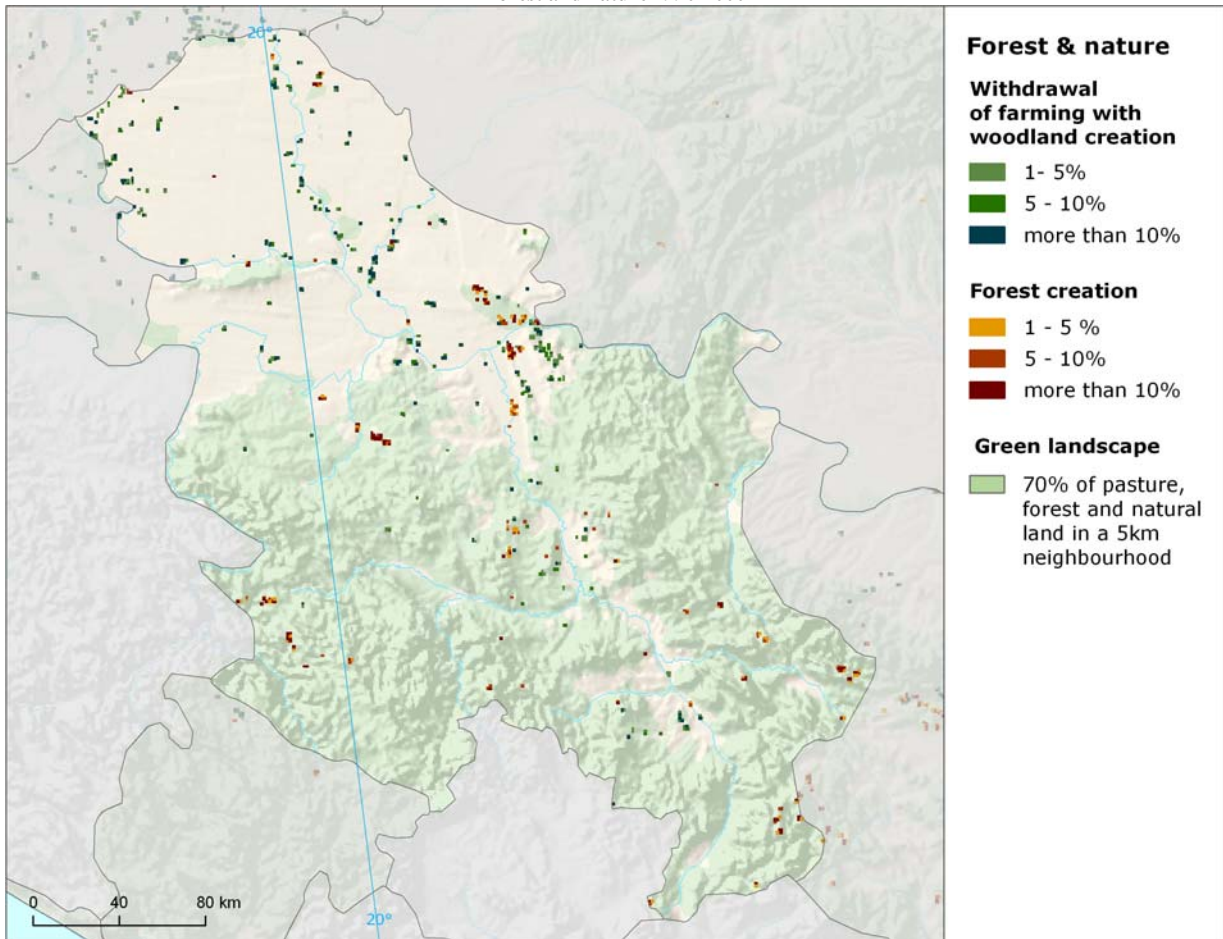 20°
Forest & nature
Withdrawal
of farming with
woodland creation
1- 5%
5 - 10%
more than 10%
Forest creation
1 - 5 %
5 - 10%
more than 10%
Green landscape
70% of pasture,
forest and natural
land in a 5km
neighbourhood
0 40 80 km
20°